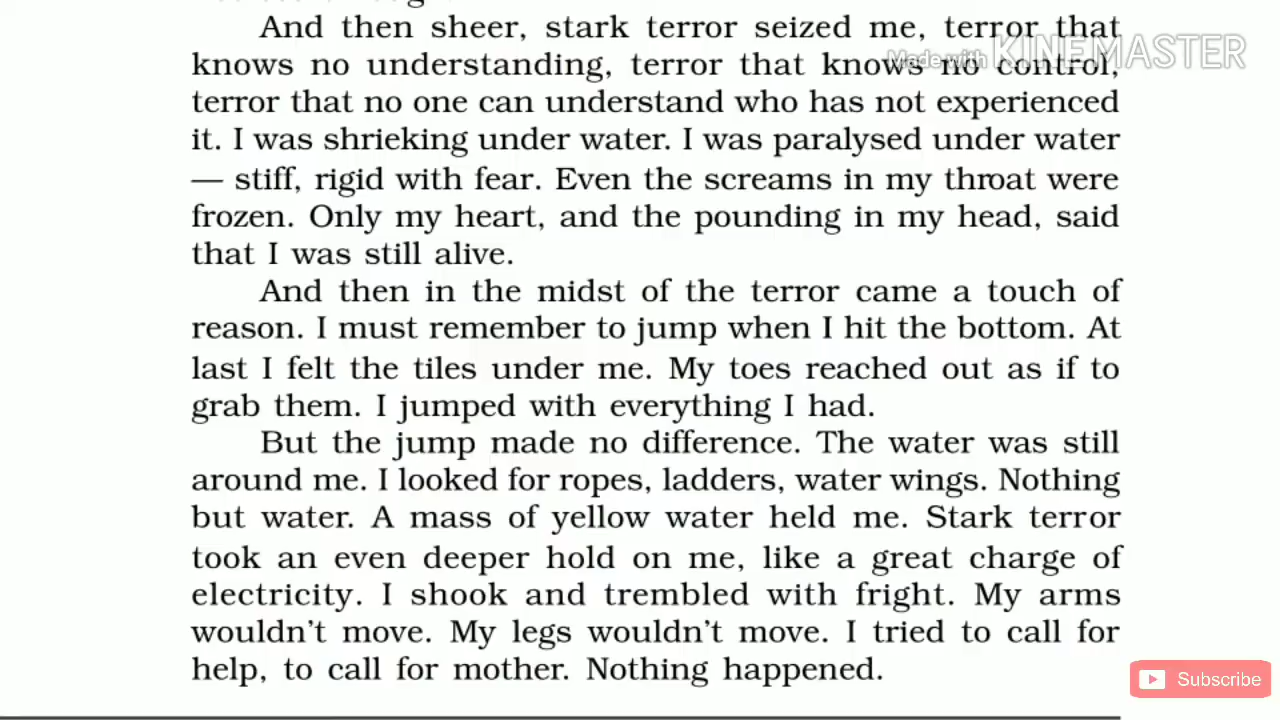 And then sheer, stark terror seized me, terror that
Made with KINEMASTER
knows no understanding, terror that knows no control,
terror that no one can understand who has not experienced
it. I was shrieking under water. I was paralysed under water
— stiff, rigid with fear. Even the screams in my throat were
frozen. Only my heart, and the pounding in my head, said
that I was still alive.
And then in the midst of the terror came a touch of
reason. I must remember to jump when I hit the bottom. At
last I felt the tiles under me. My toes reached out as if to
grab them. I jumped with everything I had.
But the jump made no difference. The water was still
around me. I looked for ropes, ladders, water wings. Nothing
but water. A mass of yellow water held me. Stark terror
took an even deeper hold on me, like a great charge of
electricity. I shook and trembled with fright. My arms
wouldn't move. My legs wouldn't move. I tried to call for
help, to call for mother. Nothing happened.
Subscribe